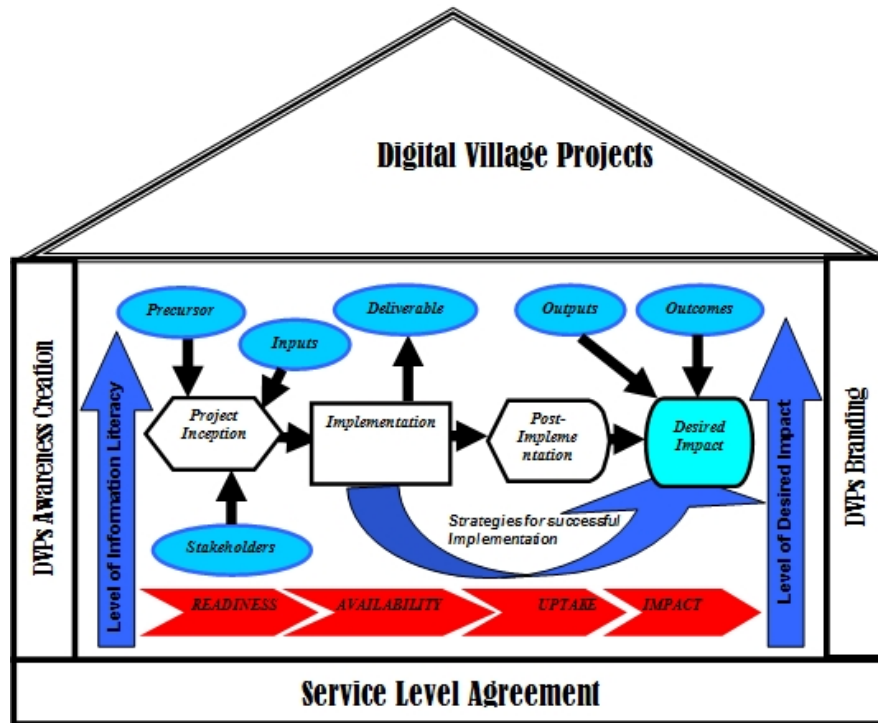 Digital Village Projects
DVPs Awareness Creation
Level of Information Literacy
Precursor
Inputs
Deliverable
Outputs
Outcomes
Project
Inception
Implementation
Post-
Impleme
ntation
Desired
Impact
Stakeholders
Strategies for successful
Implementation
READINESS
AVAILABILITY
UPTAKE
IMPACT
Level of Desired Impact
DVPs Branding
Service Level Agreement